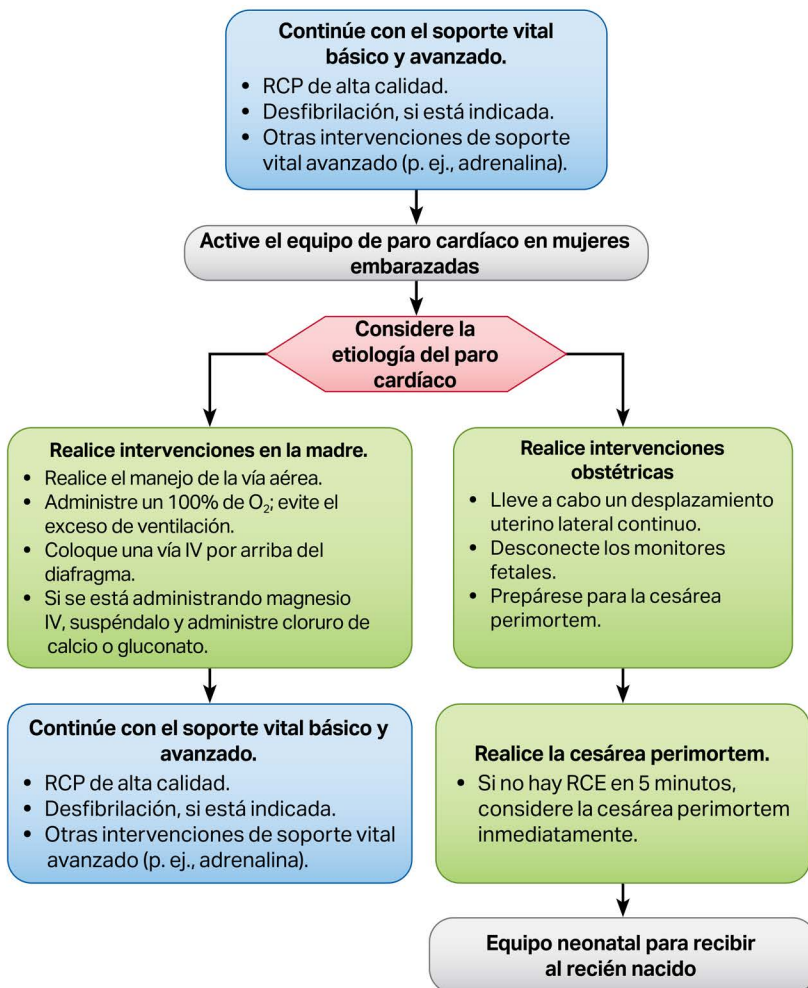 Continúe con el soporte vital
básico y avanzado.
• RCP de alta calidad.
• Desfibrilación, si está indicada.
• Otras intervenciones de soporte
vital avanzado (p. ej., adrenalina).
Active el equipo de paro cardíaco en mujeres
embarazadas
Considere la
etiología del paro
cardíaco
Realice intervenciones en la madre.
• Realice el manejo de la vía aérea.
• Administre un 100% de O₂; evite el
exceso de ventilación.
• Coloque una vía IV por arriba del
diafragma.
• Si se está administrando magnesio
IV, suspéndalo y administre cloruro de
calcio o gluconato.
Realice intervenciones
obstétricas
• Lleve a cabo un desplazamiento
uterino lateral continuo.
• Desconecte los monitores
fetales.
• Prepárese para la cesárea
perimortem.
Continúe con el soporte vital básico y
avanzado.
• RCP de alta calidad.
• Desfibrilación, si está indicada.
• Otras intervenciones de soporte vital
avanzado (p. ej., adrenalina).
Realice la cesárea perimortem.
• Si no hay RCE en 5 minutos,
considere la cesárea perimortem
inmediatamente.
Equipo neonatal para recibir
al recién nacido